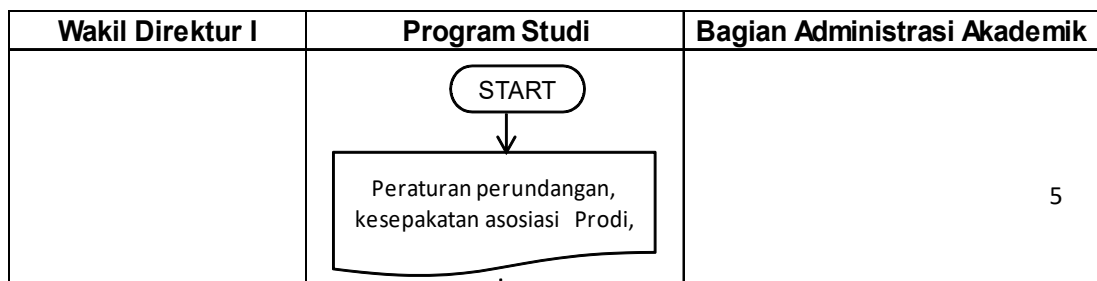 Wakil Direktur I
Program Studi
Bagian Administrasi Akademik
START
Peraturan perundangan,
kesepakatan asosiasi Prodi,
5